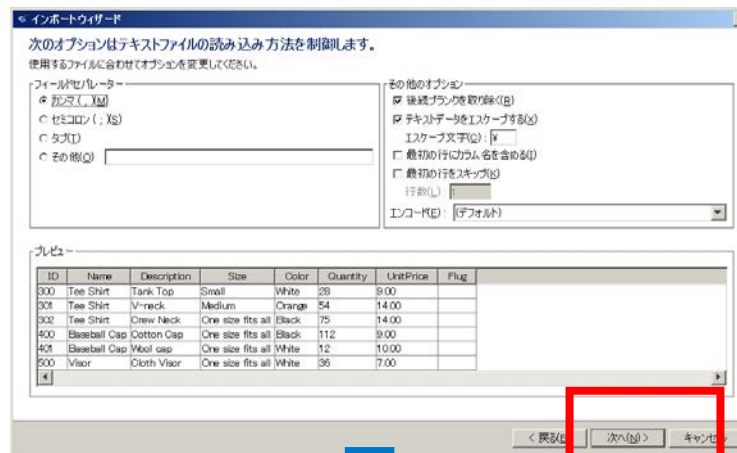 インポートウィザード
次のオプションはテキストファイルの読み込み方法を制御します。
使用するファイルに合わせてオプションを変更してください。
フィールドセパレーター
カンマ( , )(M)
セミコロン( ; )(S)
タブ(T)
その他(O)
その他のオプション
後続ブランクを取り除く(B)
テキストデータをエスケープする(X)
エスケープ文字(C): ¥
最初の行にカラム名を含める(I)
最初の行をスキップ(K)
行数(L): 1
エンコード(E): (デフォルト)
プレビュー
ID Name Description Size Color Quantity UnitPrice Flug
300 Tee Shirt Tank Top Small White 28 9.00
301 Tee Shirt V-neck Medium Orange 54 14.00
302 Tee Shirt Crew Neck One size fits all Black 75 14.00
400 Baseball Cap Cotton Cap One size fits all Black 112 9.00
401 Baseball Cap Wool cap One size fits all White 12 10.00
500 Visor Cloth Visor One size fits all White 36 7.00
< 戻る( 次へ(N) > キャンセル